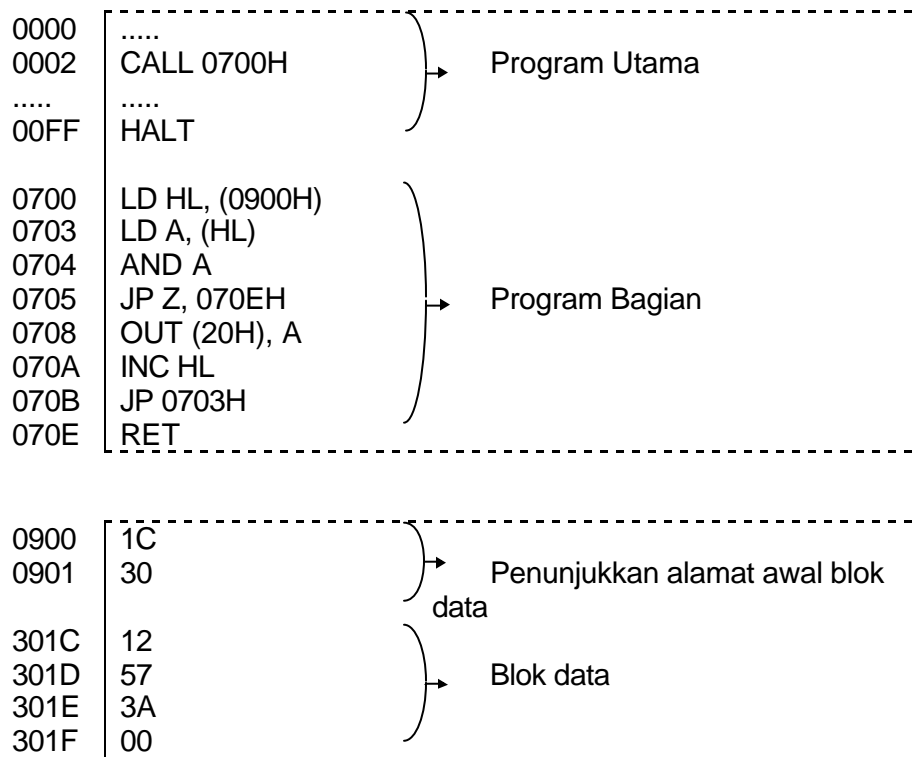 0000 .....
0002 CALL 0700H Program Utama
..... .....
00FF HALT
0700 LD HL, (0900H)
0703 LD A, (HL)
0704 AND A
0705 JP Z, 070EH Program Bagian
0708 OUT (20H), A
070A INC HL
070B JP 0703H
070E RET
0900 1C
0901 30 Penunjukkan alamat awal blok
data
301C 12
301D 57 Blok data
301E 3A
301F 00